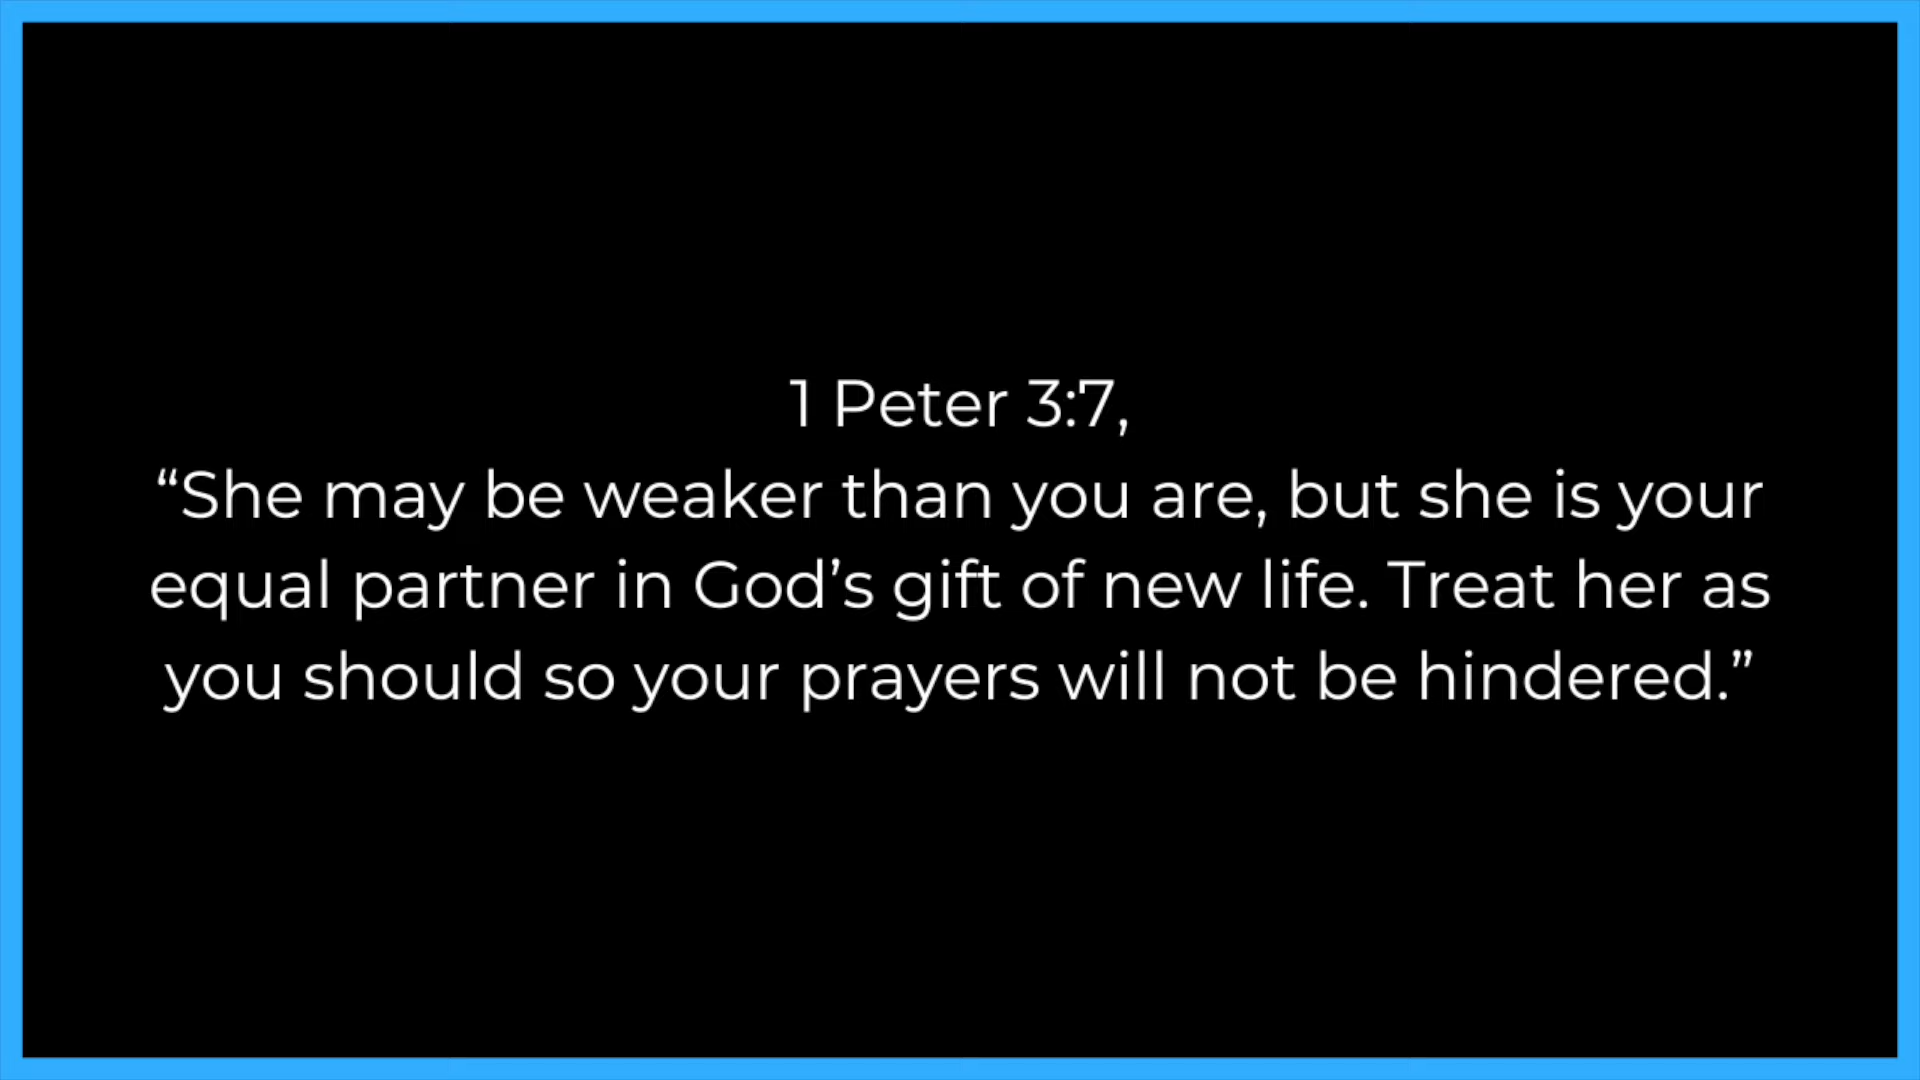 1 Peter 3:7,
“She may be weaker than you are, but she is your
equal partner in God’s gift of new life. Treat her as
you should so your prayers will not be hindered.”